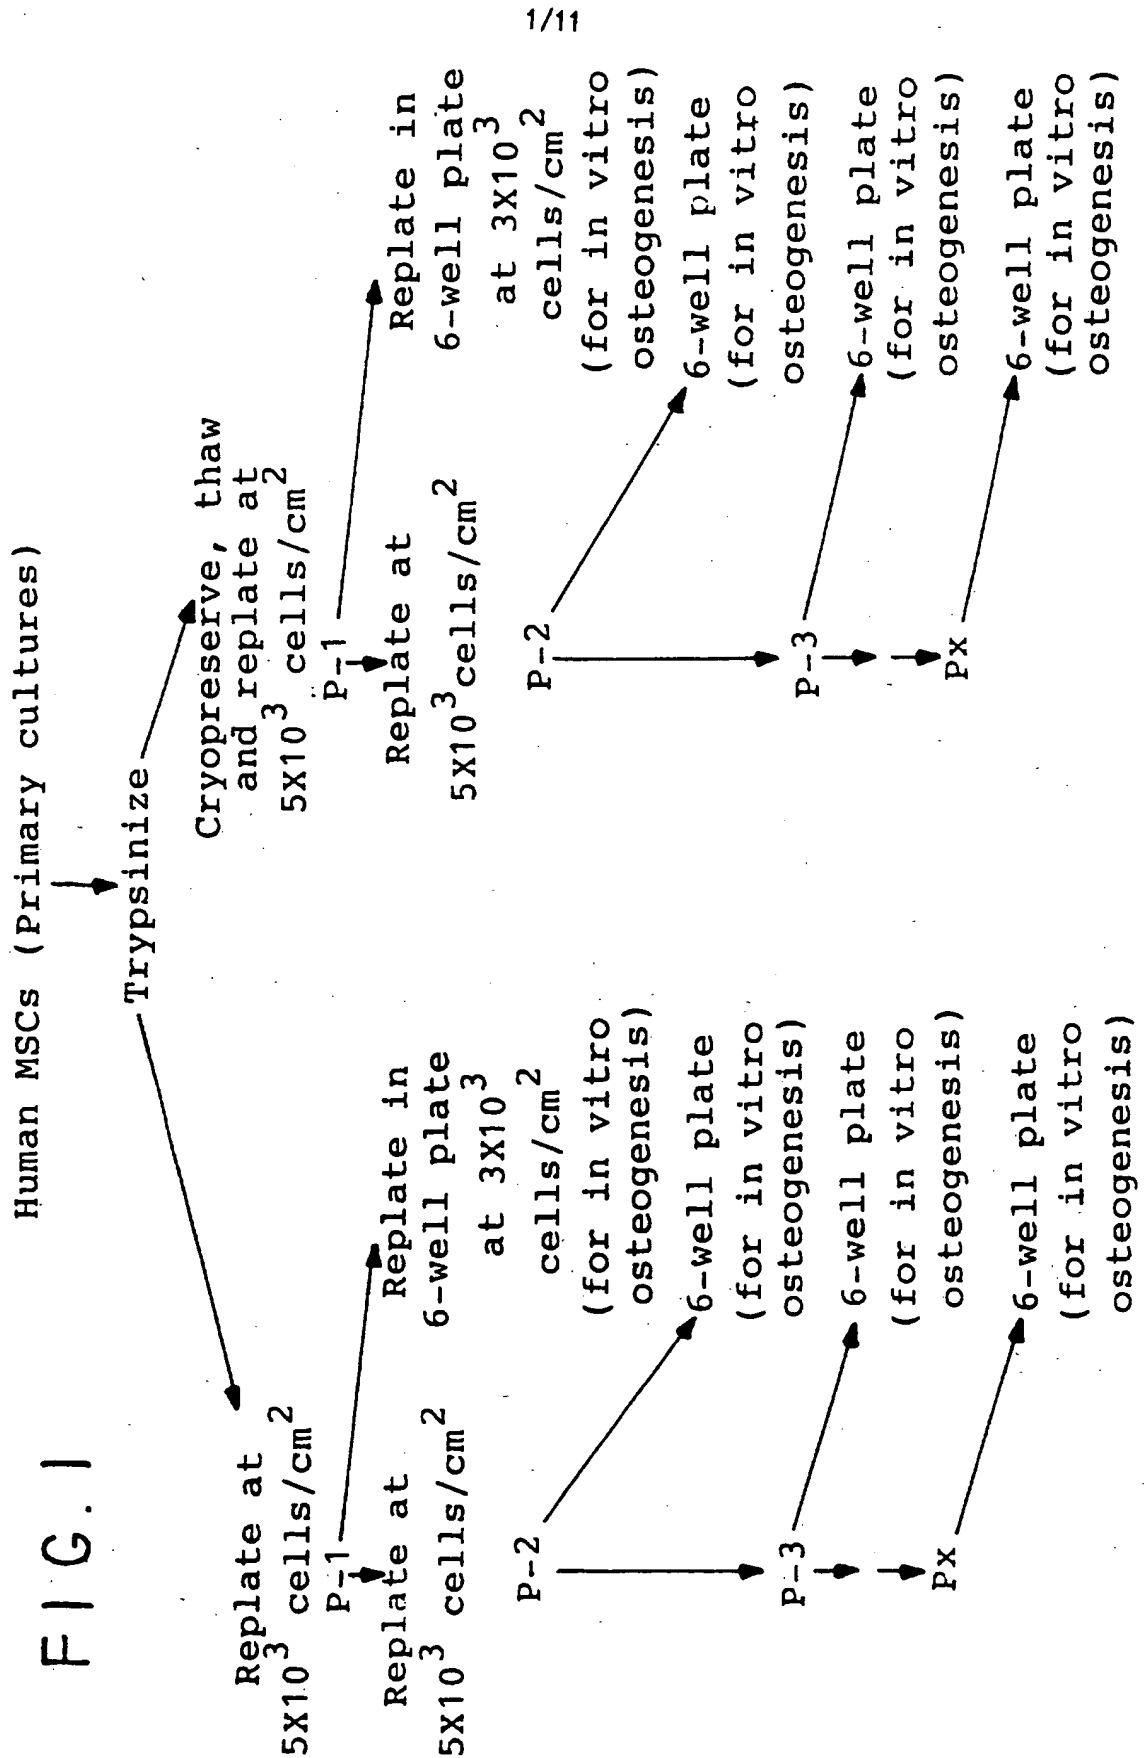 1/11
FIG.1
Human MSCs (Primary cultures)
Trypsinize
Replate at
5X10³ cells/cm²
P-1
Replate at
5X10³ cells/cm²
Replate in
6-well plate
at 3X10³
cells/cm²
(for in vitro
osteogenesis)
P-2
6-well plate
(for in vitro
osteogenesis)
P-3
6-well plate
(for in vitro
osteogenesis)
Px
6-well plate
(for in vitro
osteogenesis)
Cryopreserve, thaw
and replate at
5X10³ cells/cm²
P-1
Replate at
5X10³ cells/cm²
Replate in
6-well plate
at 3X10³
cells/cm²
(for in vitro
osteogenesis)
P-2
6-well plate
(for in vitro
osteogenesis)
P-3
6-well plate
(for in vitro
osteogenesis)
Px
6-well plate
(for in vitro
osteogenesis)